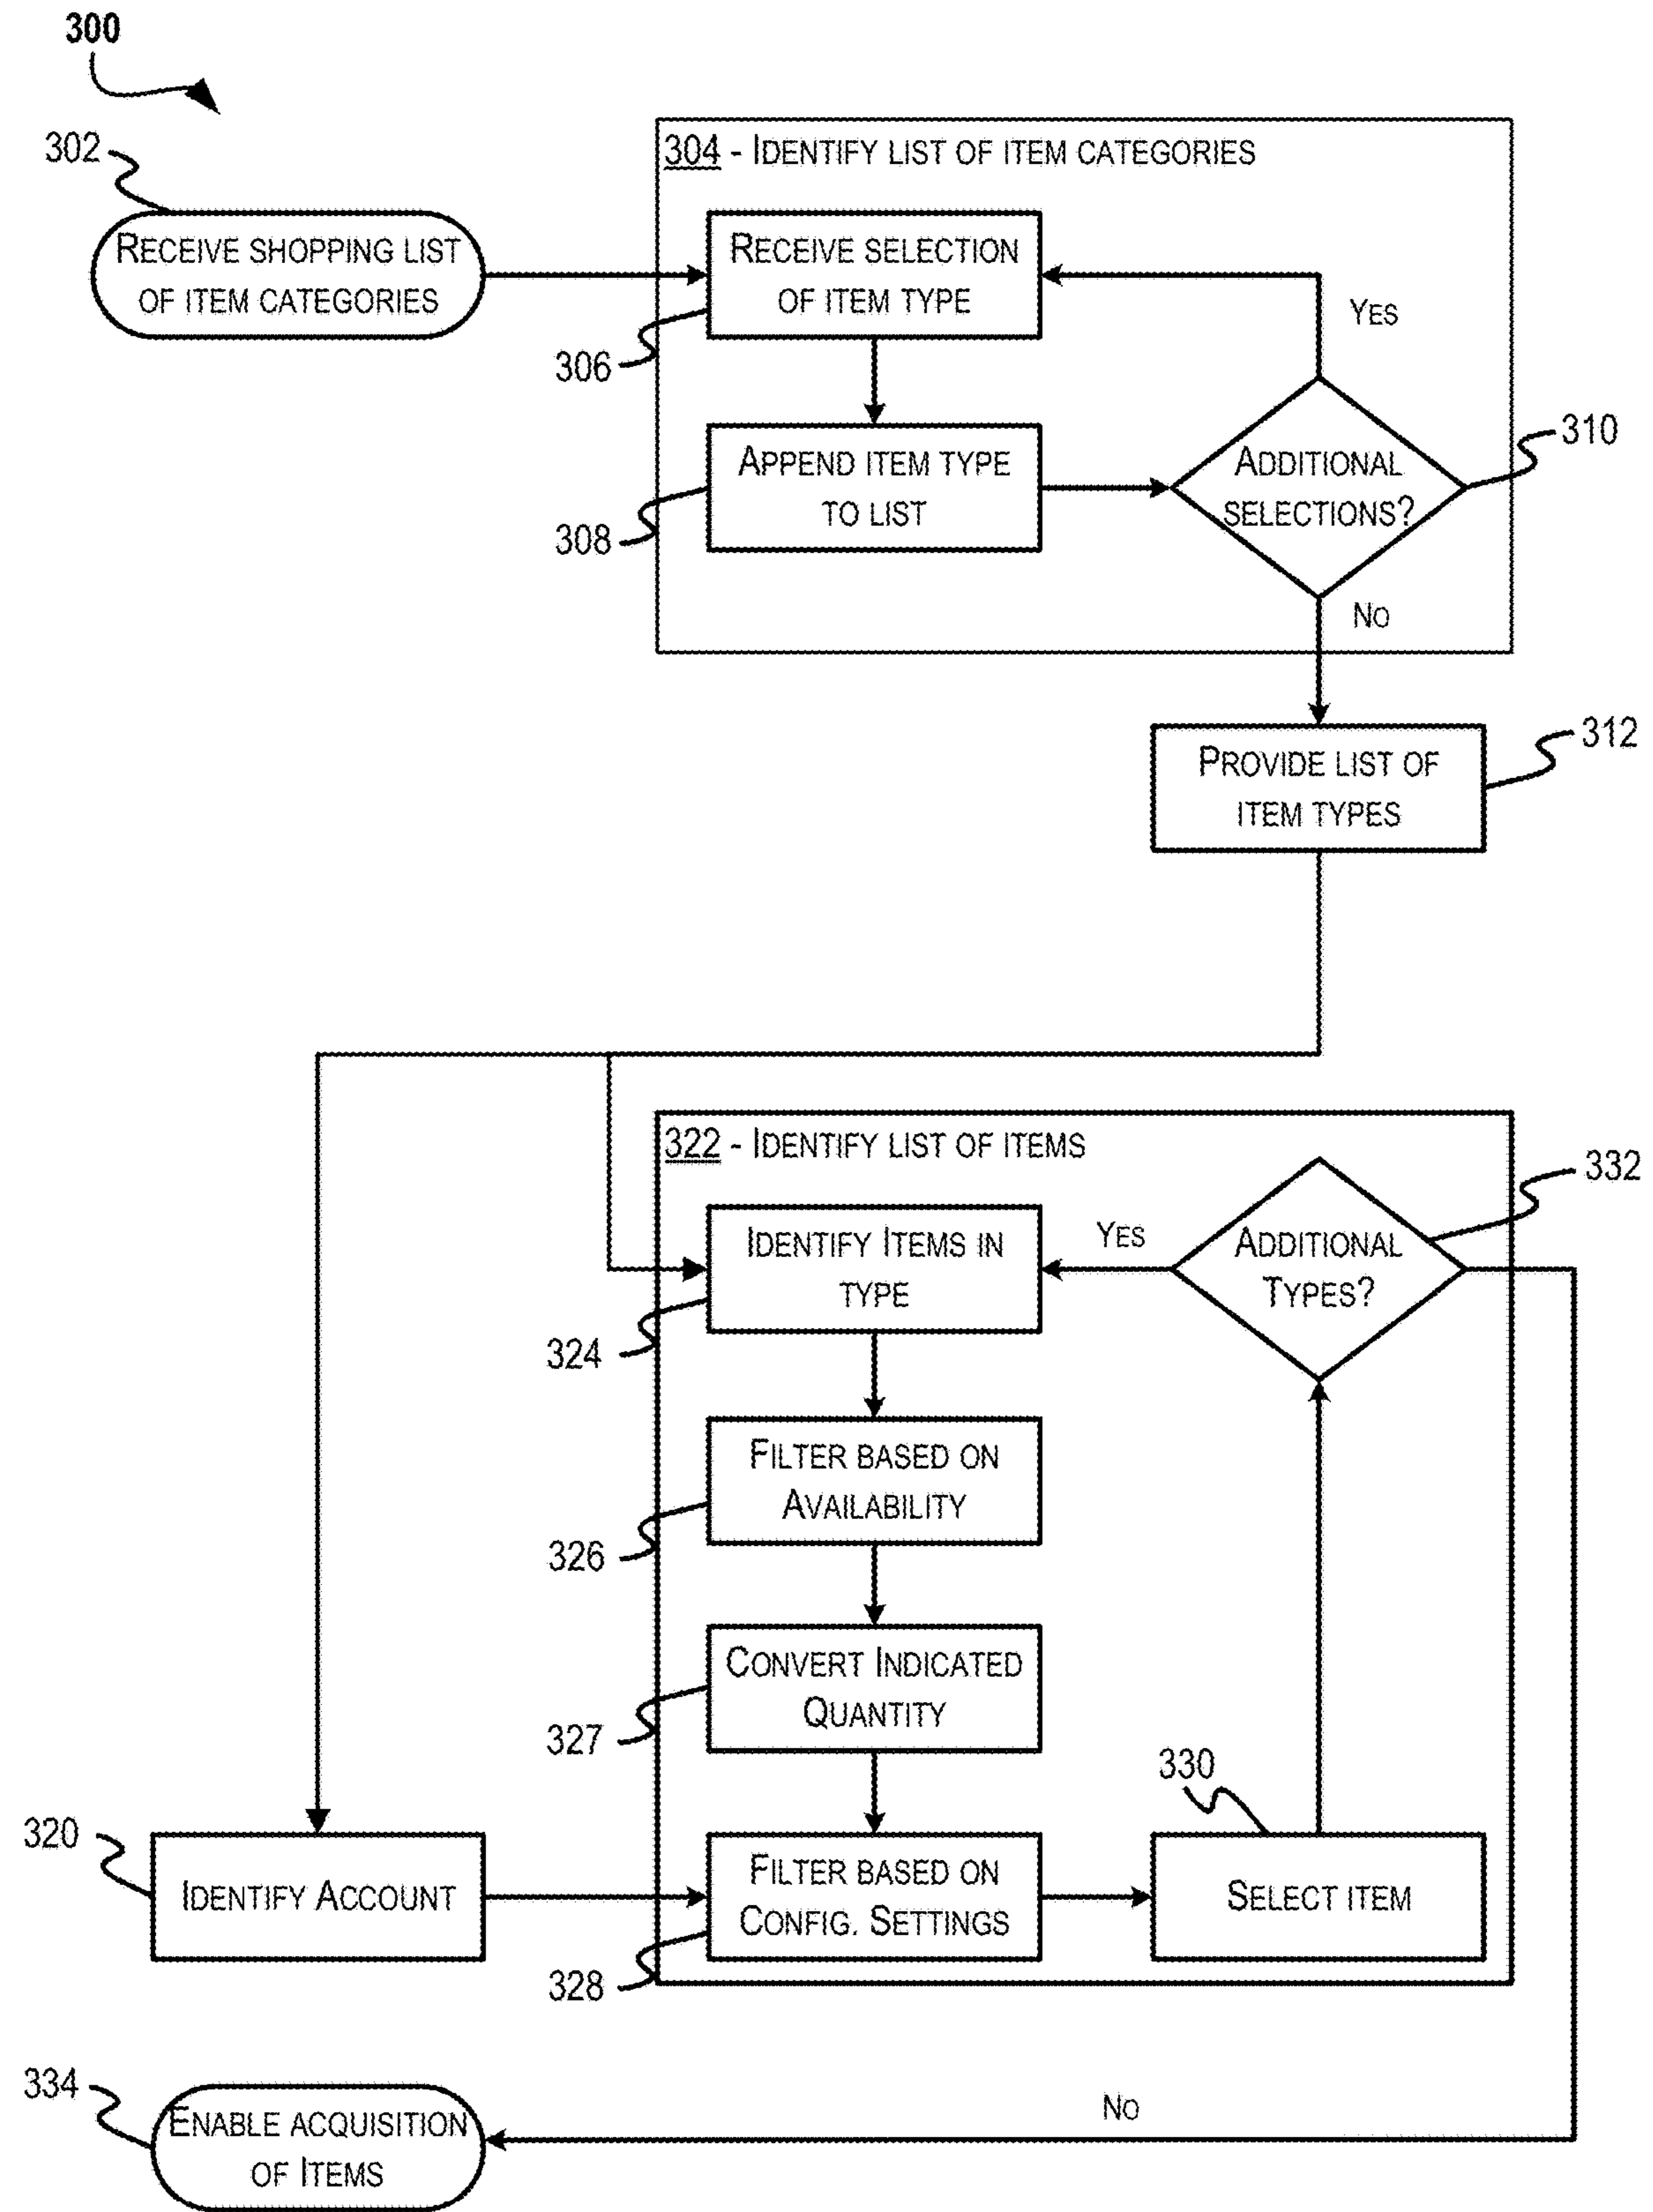 300
302
RECEIVE SHOPPING LIST
OF ITEM CATEGORIES
304 - IDENTIFY LIST OF ITEM CATEGORIES
RECEIVE SELECTION
OF ITEM TYPE
306
YES
APPEND ITEM TYPE
TO LIST
308
ADDITIONAL
SELECTIONS?
310
NO
PROVIDE LIST OF
ITEM TYPES
312
322 - IDENTIFY LIST OF ITEMS
IDENTIFY ITEMS IN
TYPE
324
YES
ADDITIONAL
TYPES?
332
FILTER BASED ON
AVAILABILITY
326
CONVERT INDICATED
QUANTITY
327
320
IDENTIFY ACCOUNT
FILTER BASED ON
CONFIG. SETTINGS
328
330
SELECT ITEM
334
ENABLE ACQUISITION
OF ITEMS
NO